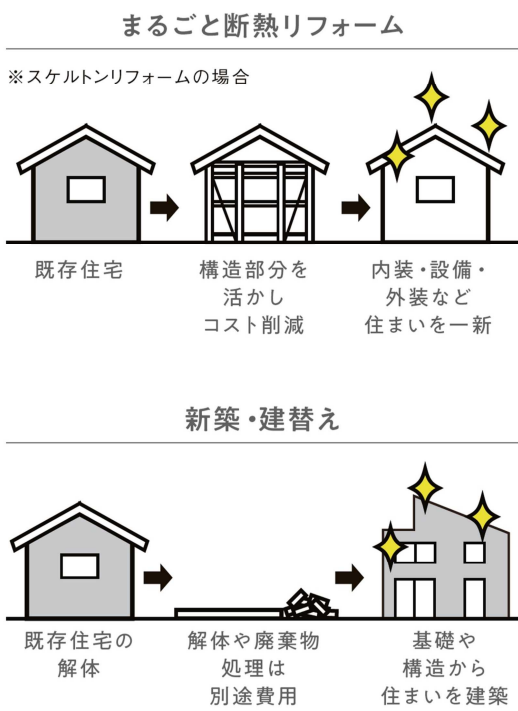 まるごと断熱リフォーム
※スケルトンリフォームの場合
既存住宅
構造部分を
活かし
コスト削減
内装・設備・
外装など
住まいを一新
新築・建替え
既存住宅の
解体
解体や廃棄物
処理は
別途費用
基礎や
構造から
住まいを建築